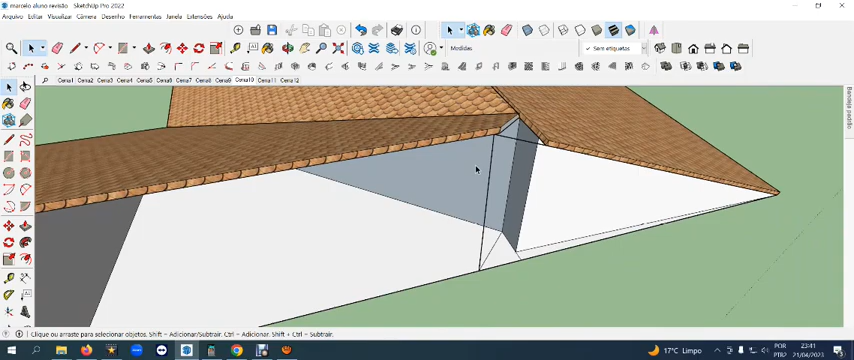 marcelo aluno revisão - SketchUp Pro 2022
Arquivo Editar Visualizar Câmera Desenho Ferramentas Janela Extensões Ajuda
Medidas
Sem etiquetas
Cena1 Cena2 Cena3 Cena4 Cena5 Cena6 Cena7 Cena8 Cena9 Cena10 Cena11 Cena12
Bandeja padrão
Clique ou arraste para selecionar objetos. Shift = Adicionar/Subtrair. Ctrl = Adicionar. Shift + Ctrl = Subtrair.
17°C Limpo
POR
PTB2
23:41
21/04/2023